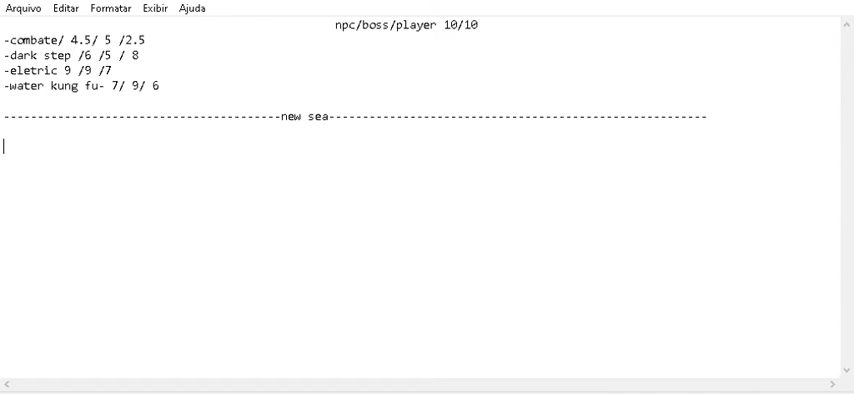 Arquivo Editar Formatar Exibir Ajuda
npc/boss/player 10/10
-combate/ 4.5/ 5 /2.5
-dark step /6 /5 / 8
-eletric 9 /9 /7
-water kung fu- 7/ 9/ 6
-----------------------------------------new sea--------------------------------------------------------